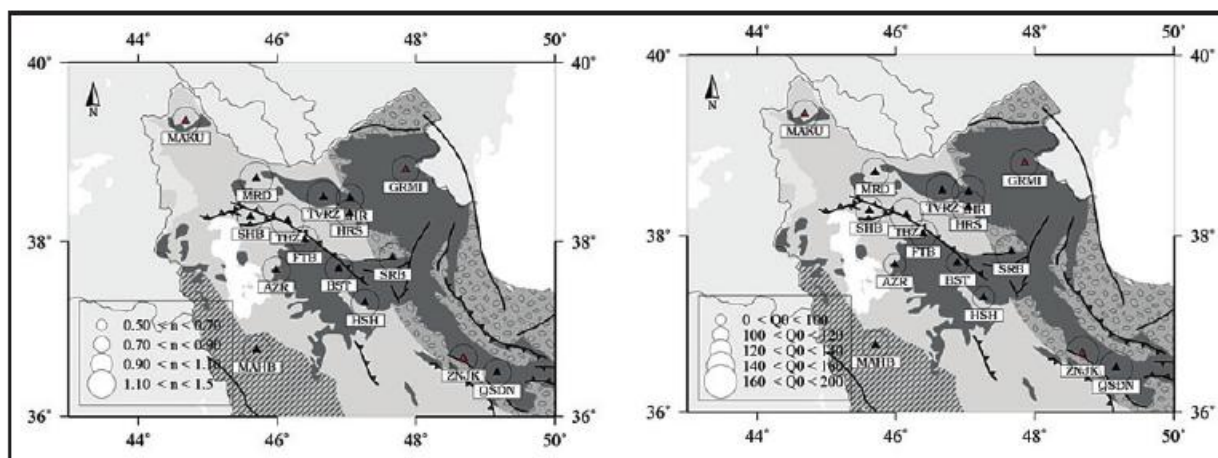 44° 46° 48° 50°
40° 40°
N
MAKU
GRMI
MRD
TVRZ
HRS
38° 38°
SHB
TBZ
FTB
SRB
AZR
BST
HSH
0.50 < n < 0.70
0.70 < n < 0.90
0.90 < n < 1.10
1.10 < n < 1.5
MAHB
ZNJK
QSDN
36° 36°
44° 46° 48° 50°
44° 46° 48° 50°
40° 40°
N
MAKU
GRMI
MRD
TVRZ
HRS
38° 38°
SHB
TBZ
FTB
SRB
AZR
BST
HSH
0 < Q0 < 100
100 < Q0 < 120
120 < Q0 < 140
140 < Q0 < 160
160 < Q0 < 200
MAHB
ZNJK
QSDN
36° 36°
44° 46° 48° 50°